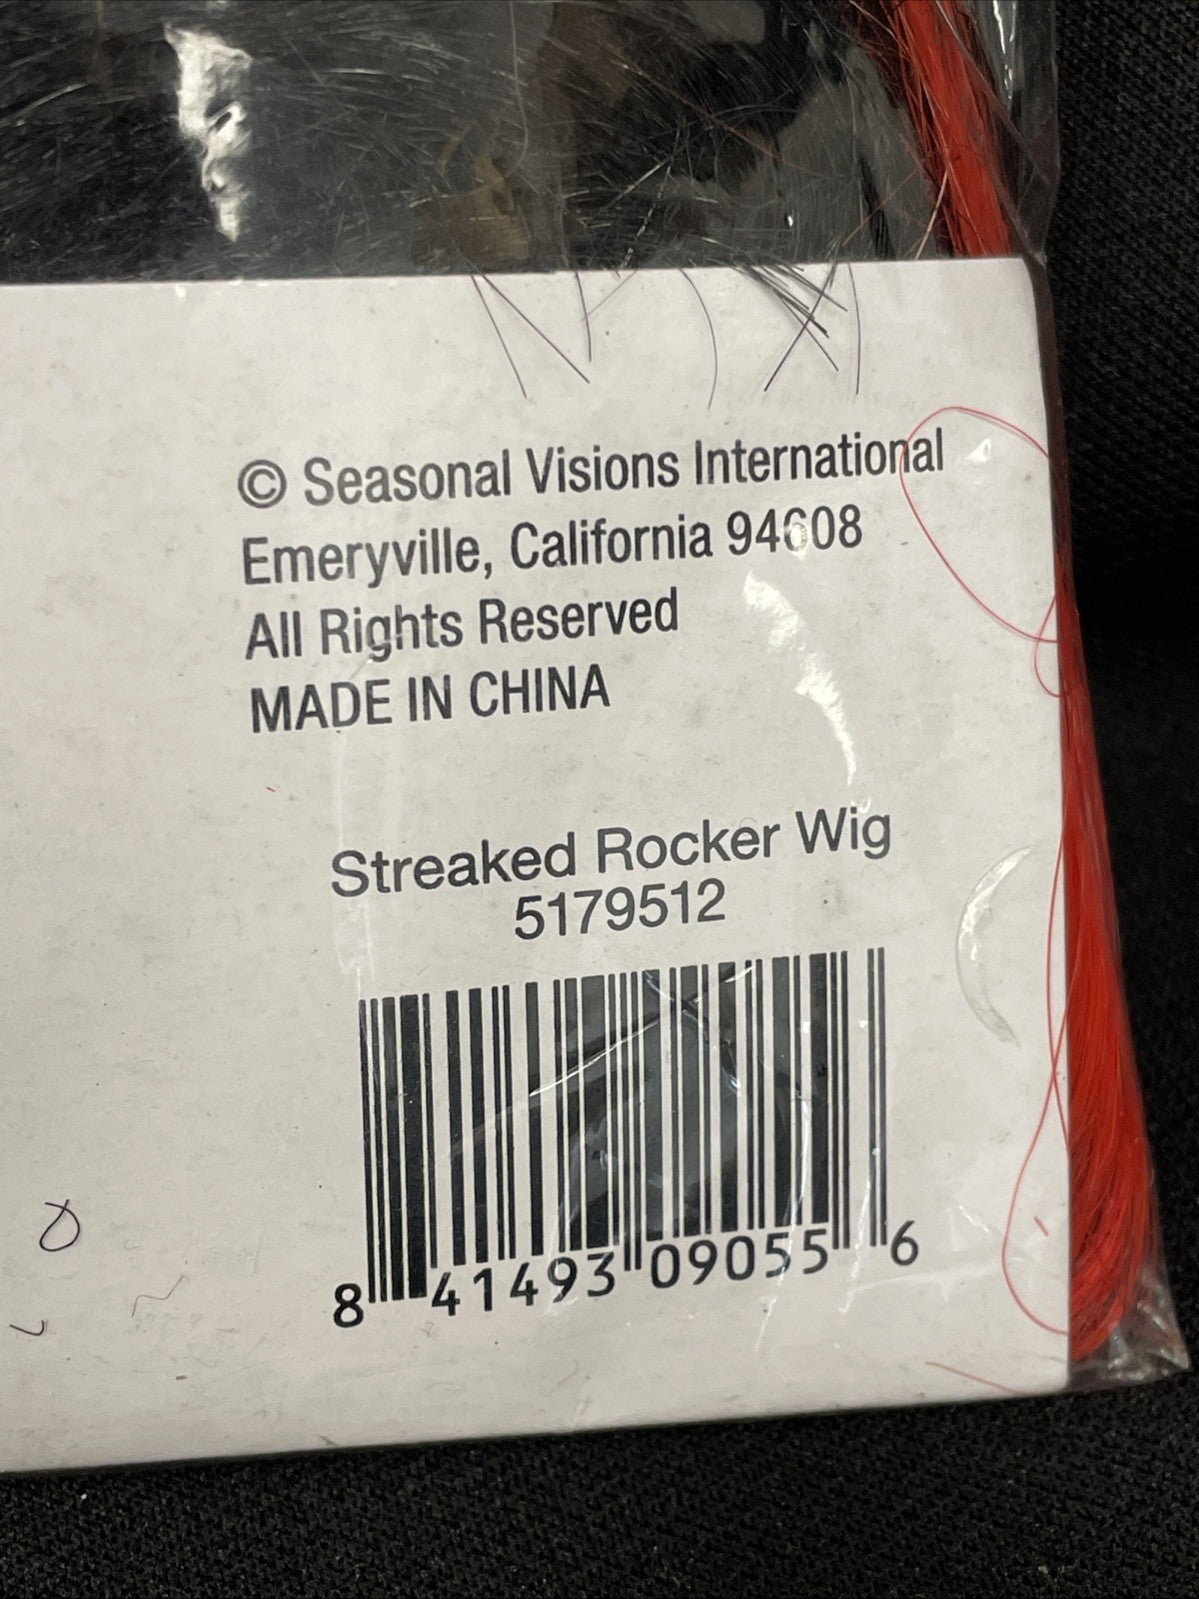 © Seasonal Visions International
Emeryville, California 94608
All Rights Reserved
MADE IN CHINA
Streaked Rocker Wig
5179512
8 41493 09055 6